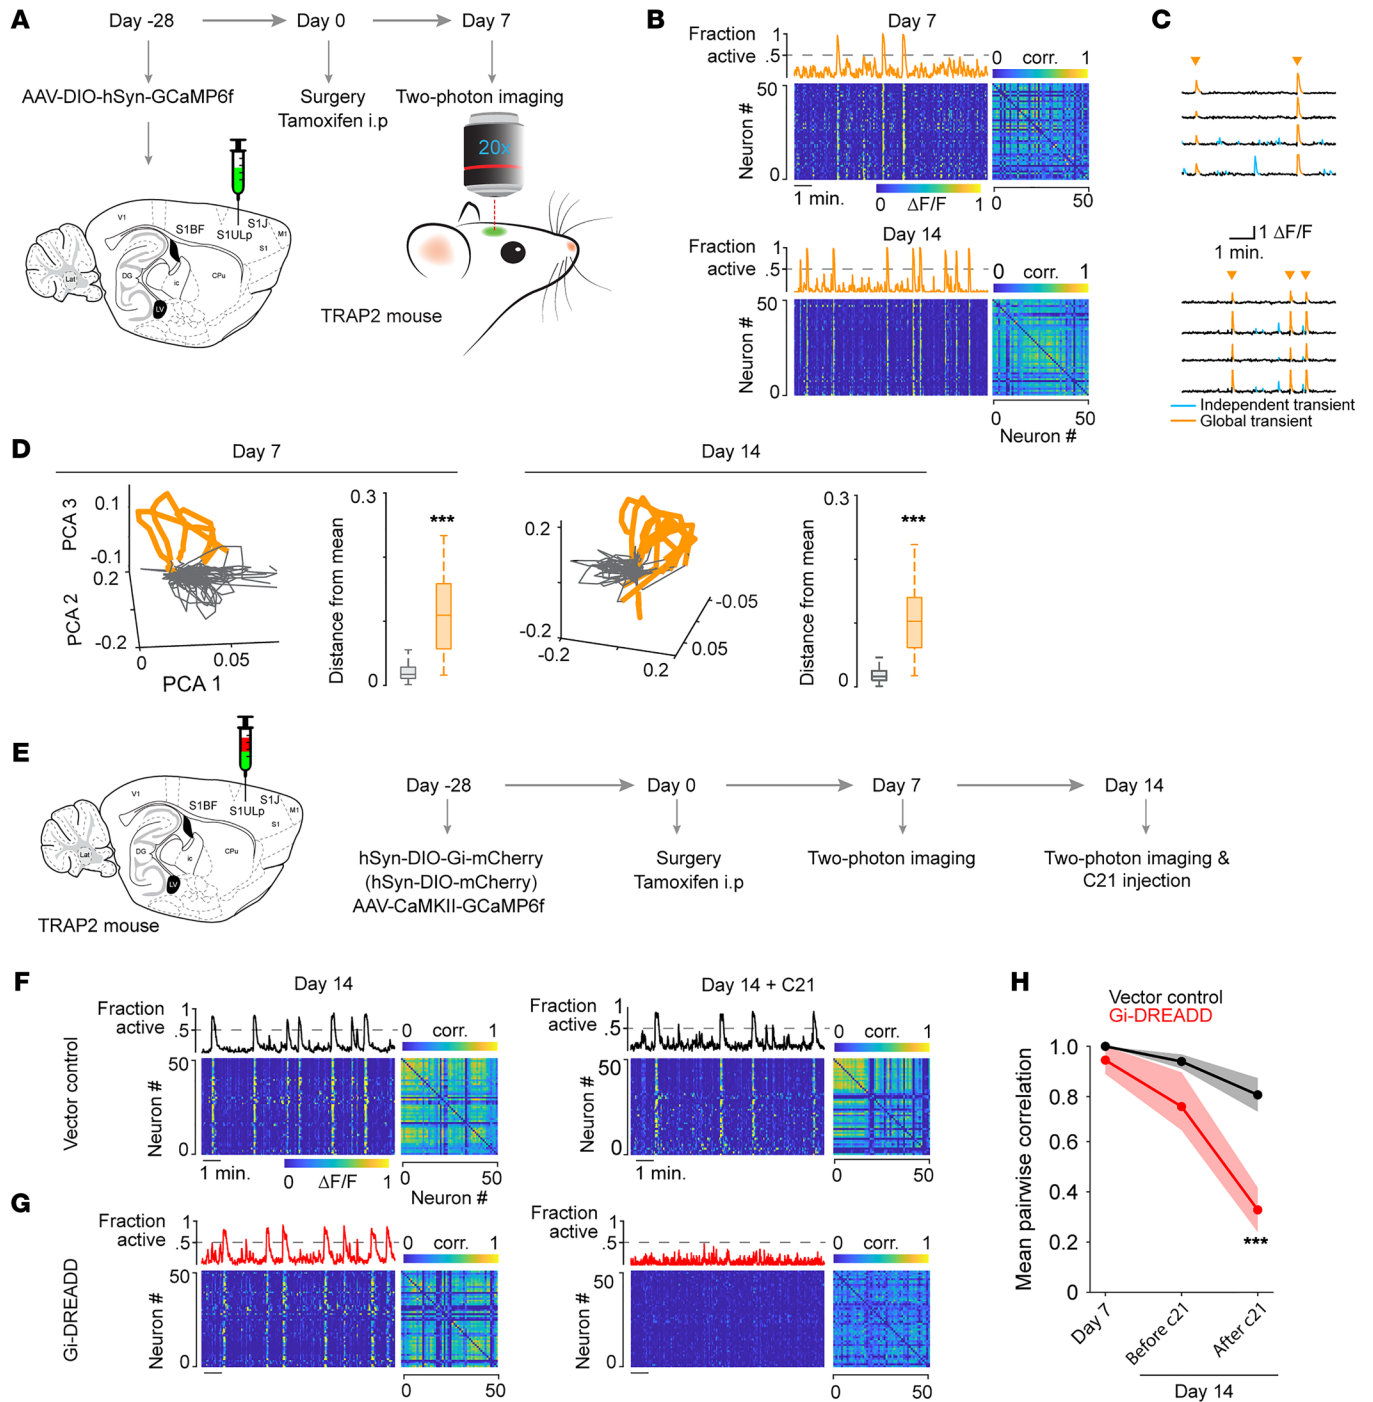 A
Day -28
Day 0
Day 7
AAV-DIO-hSyn-GCaMP6f
Surgery
Tamoxifen i.p
Two-photon imaging
20x
V1
S1BF
S1ULp
S1J
M1
S1
Lat
DG
ic
CPu
LV
TRAP2 mouse
B
Day 7
Fraction
active
1
.5
0 corr. 1
50
Neuron #
0
1 min.
0 ΔF/F 1
0 50
Day 14
Fraction
active
1
.5
0 corr. 1
50
Neuron #
0
0 50
Neuron #
C
1 ΔF/F
1 min.
Independent transient
Global transient
D
Day 7
PCA 3
0.1
-0.1
0.2
PCA 2
-0.2
0 0.05
PCA 1
0.3
Distance from mean
0
***
Day 14
0.2
-0.2
-0.2
0.2
0.05
-0.05
0.3
Distance from mean
0
***
E
V1
S1BF
S1ULp
S1J
M1
S1
Lat
DG
ic
CPu
LV
TRAP2 mouse
Day -28
Day 0
Day 7
Day 14
hSyn-DIO-Gi-mCherry
(hSyn-DIO-mCherry)
AAV-CaMKII-GCaMP6f
Surgery
Tamoxifen i.p
Two-photon imaging
Two-photon imaging &
C21 injection
F
Day 14
Vector control
Fraction
active
1
.5
0 corr. 1
50
Neuron #
0
1 min.
0 ΔF/F 1
0 50
Neuron #
Day 14 + C21
Fraction
active
1
.5
0 corr. 1
50
Neuron #
0
1 min.
0 50
G
Gi-DREADD
Fraction
active
1
.5
0 corr. 1
50
Neuron #
0
0 50
Fraction
active
1
.5
0 corr. 1
50
Neuron #
0
0 50
H
Vector control
Gi-DREADD
Mean pairwise correlation
1.0
0.8
0.6
0.4
0.2
0
***
Day 7
Before c21
After c21
Day 14